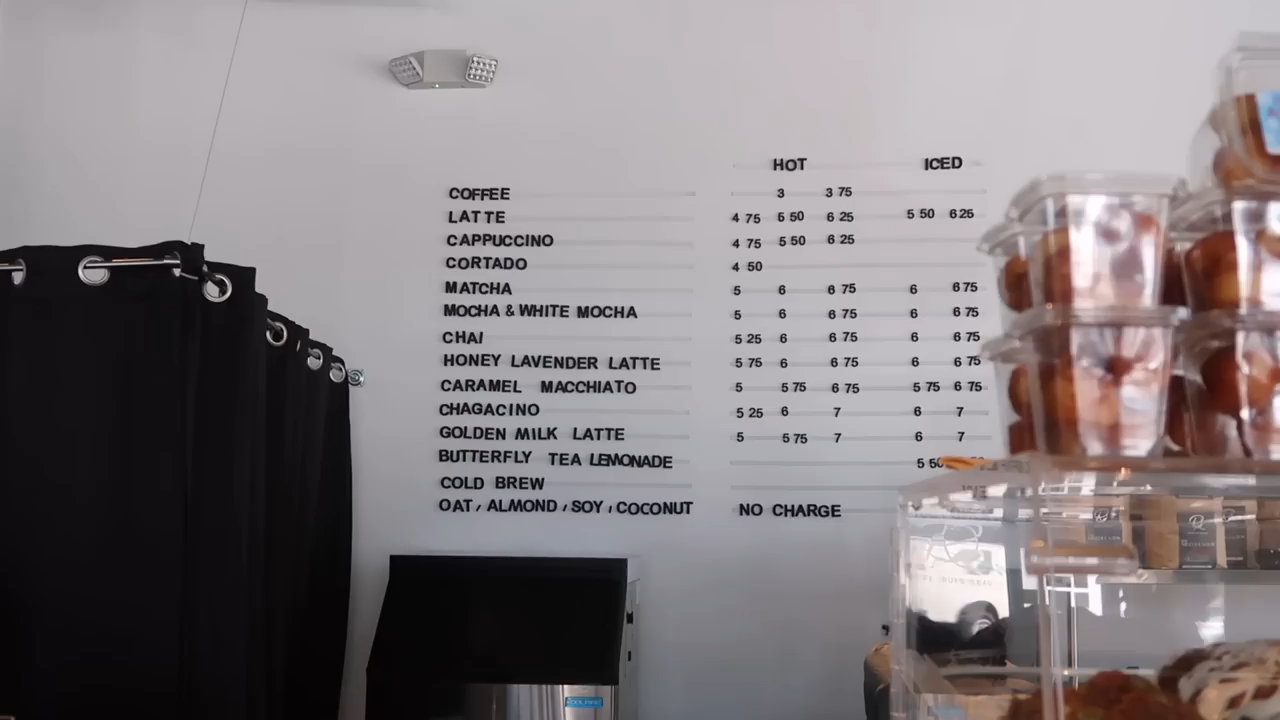 HOT ICED
COFFEE 3 3 75
LATTE 4 75 5 50 6 25 5 50 6 25
CAPPUCCINO 4 75 5 50 6 25
CORTADO 4 50
MATCHA 5 6 6 75 6 6 75
MOCHA & WHITE MOCHA 5 6 6 75 6 6 75
CHAI 5 25 6 6 75 6 6 75
HONEY LAVENDER LATTE 5 75 6 6 75 6 6 75
CARAMEL MACCHIATO 5 5 75 6 75 5 75 6 75
CHAGACINO 5 25 6 7 6 7
GOLDEN MILK LATTE 5 5 75 7 6 7
BUTTERFLY TEA LEMONADE 5 50
COLD BREW
OAT, ALMOND, SOY, COCONUT NO CHARGE